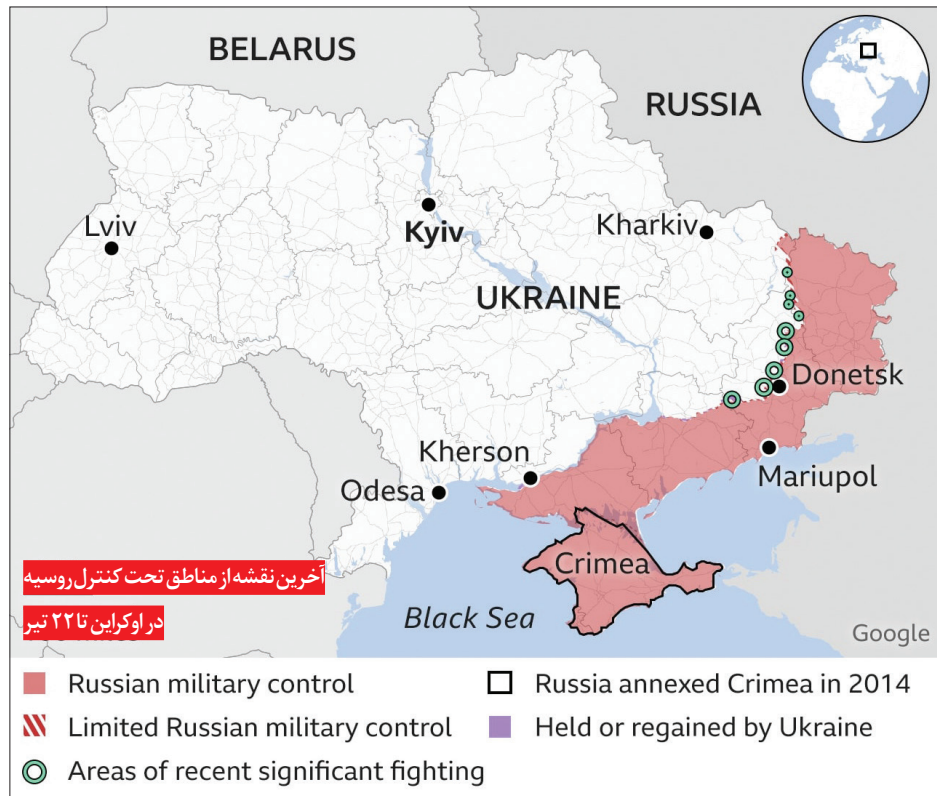 BELARUS
RUSSIA
Lviv
Kyiv
Kharkiv
UKRAINE
Donetsk
Kherson
Mariupol
Odesa
Crimea
آخرین نقشه از مناطق تحت کنترل روسیه
در اوکراین تا ۲۲ تیر
Black Sea
Google
Russian military control
Russia annexed Crimea in 2014
Limited Russian military control
Held or regained by Ukraine
Areas of recent significant fighting